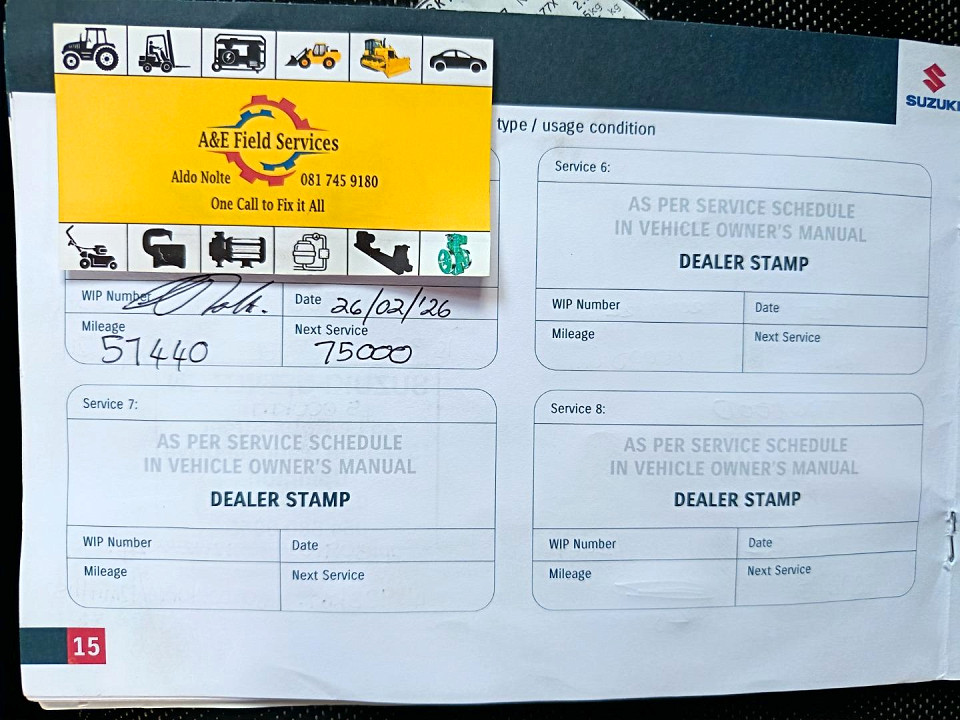 SUZUKI
A&E Field Services
Aldo Nolte 081 745 9180
One Call to Fix it All
type / usage condition
WIP Number
Date 26/02/'26
Mileage 57440
Next Service 75000
Service 6:
AS PER SERVICE SCHEDULE
IN VEHICLE OWNER'S MANUAL
DEALER STAMP
WIP Number
Date
Mileage
Next Service
Service 7:
AS PER SERVICE SCHEDULE
IN VEHICLE OWNER'S MANUAL
DEALER STAMP
WIP Number
Date
Mileage
Next Service
Service 8:
AS PER SERVICE SCHEDULE
IN VEHICLE OWNER'S MANUAL
DEALER STAMP
WIP Number
Date
Mileage
Next Service
15